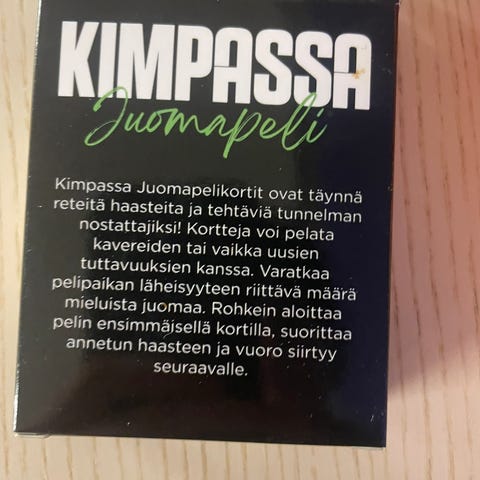 KIMPASSA
Juomapeli
Kimpassa Juomapelikortit ovat täynnä
reteitä haasteita ja tehtäviä tunnelman
nostattajiksi! Kortteja voi pelata
kavereiden tai vaikka uusien
tuttavuuksien kanssa. Varatkaa
pelipaikan läheisyyteen riittävä määrä
mieluista juomaa. Rohkein aloittaa
pelin ensimmäisellä kortilla, suorittaa
annetun haasteen ja vuoro siirtyy
seuraavalle.